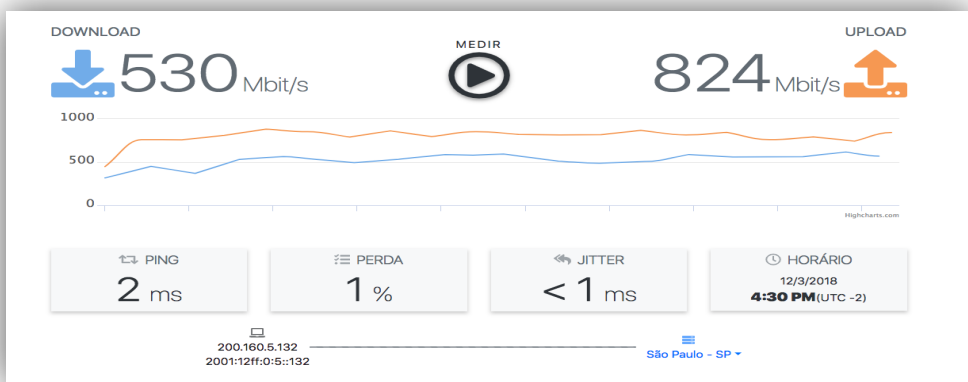 DOWNLOAD
MEDIR
UPLOAD
530 Mbit/s
824 Mbit/s
1000
500
0
Highcharts.com
PING
2 ms
PERDA
1 %
JITTER
< 1 ms
HORÁRIO
12/3/2018
4:30 PM(UTC -2)
200.160.5.132
2001:12ff:0:5::132
São Paulo - SP